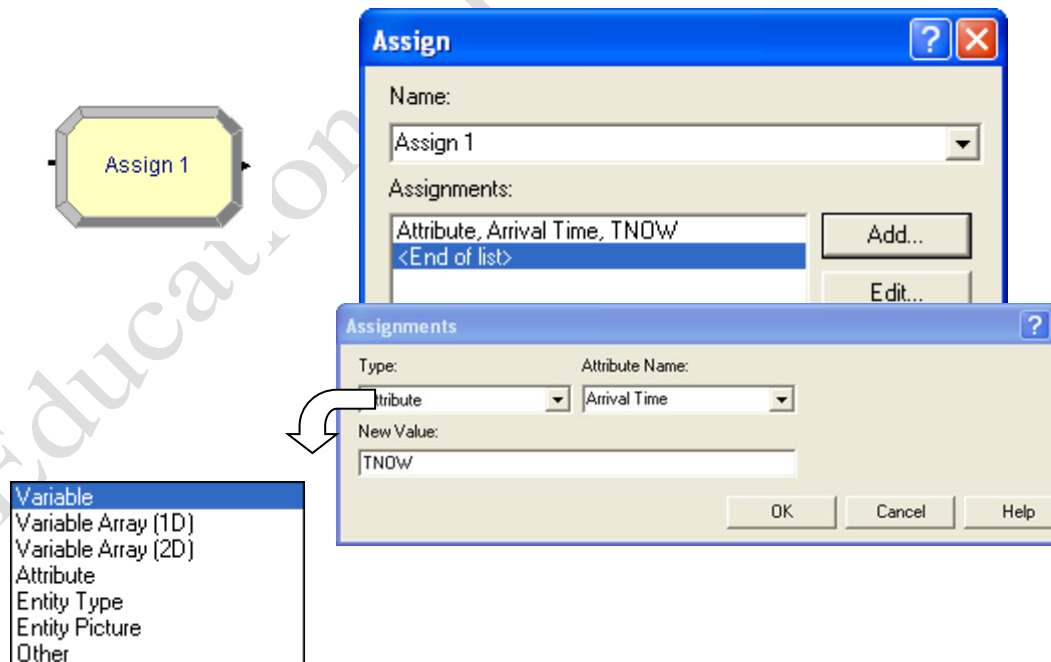 Assign 1
Assign
Name:
Assign 1
Assignments:
Attribute, Arrival Time, TNOW
<End of list>
Add...
Edit...
Assignments
Type:
Attribute Name:
ttribute
Arrival Time
New Value:
TNOW
OK
Cancel
Help
Variable
Variable Array (1D)
Variable Array (2D)
Attribute
Entity Type
Entity Picture
Other
Education